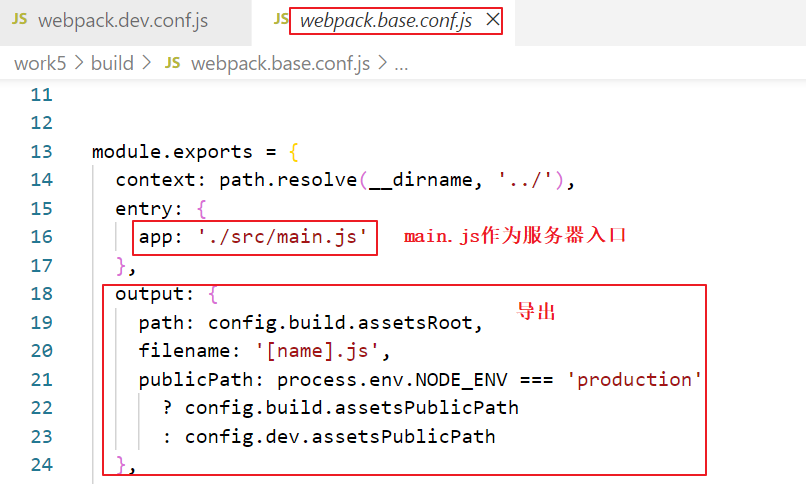 JS webpack.dev.conf.js JS webpack.base.conf.js ×
work5 > build > JS webpack.base.conf.js > ...
11
12
13 module.exports = {
14 context: path.resolve(__dirname, '../'),
15 entry: {
16 app: './src/main.js' main.js作为服务器入口
17 },
18 output: { 导出
19 path: config.build.assetsRoot,
20 filename: '[name].js',
21 publicPath: process.env.NODE_ENV === 'production'
22 ? config.build.assetsPublicPath
23 : config.dev.assetsPublicPath
24 },